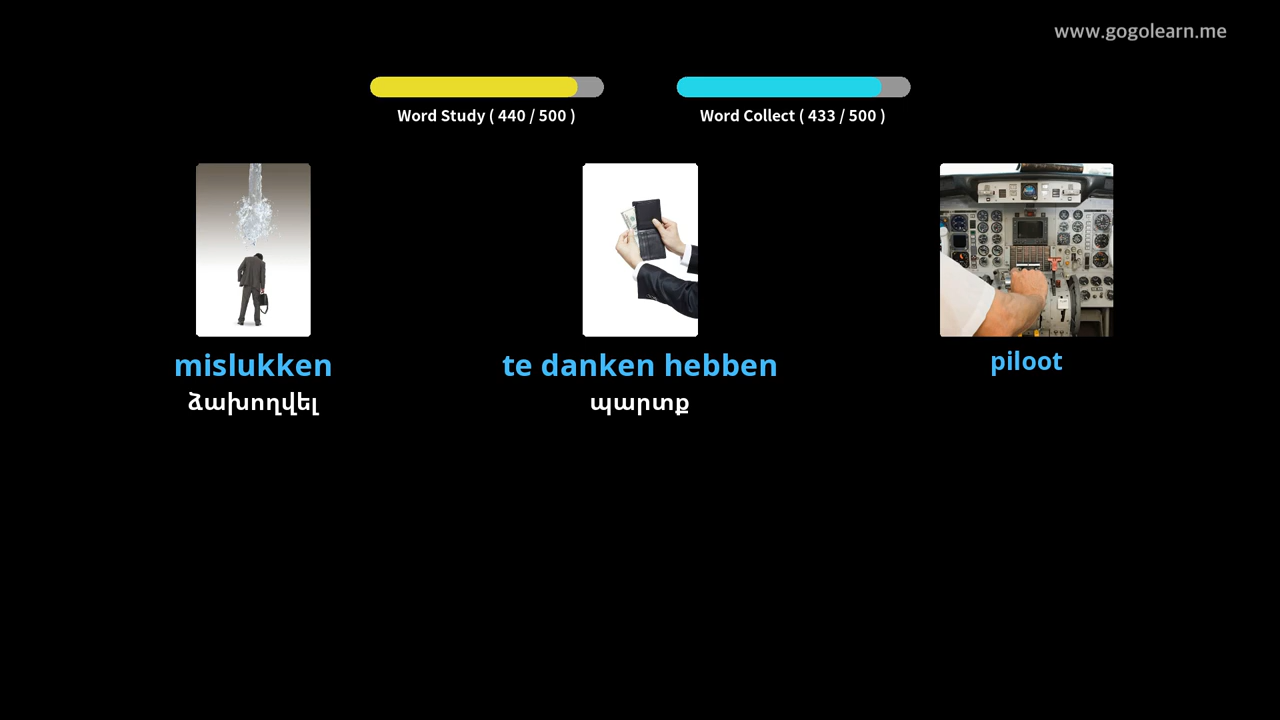 www.gogolearn.me
Word Study ( 440 / 500 )
Word Collect ( 433 / 500 )
mislukken
ձախողվել
te danken hebben
պարտք
piloot